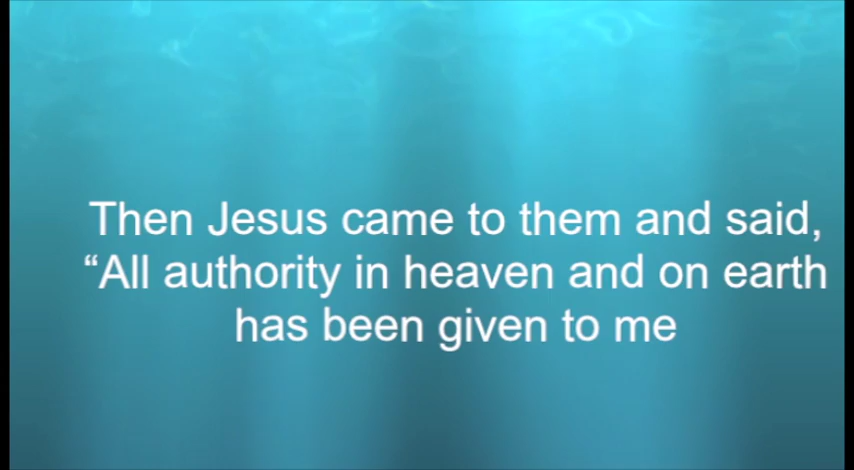 Then Jesus came to them and said,
“All authority in heaven and on earth
has been given to me